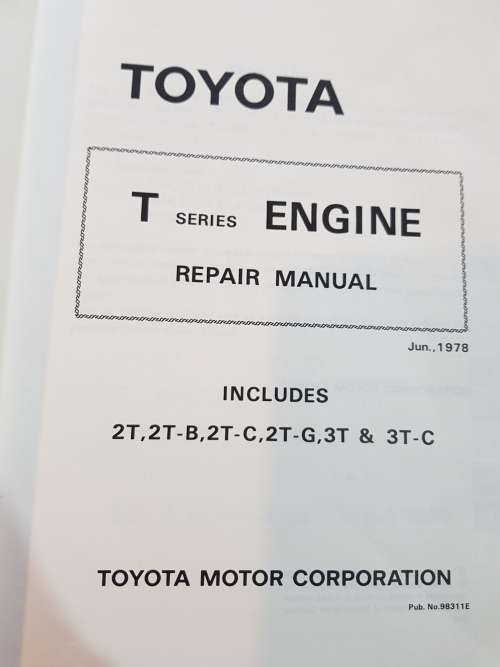 TOYOTA
T SERIES ENGINE
REPAIR MANUAL
Jun.,1978
INCLUDES
2T,2T-B,2T-C,2T-G,3T & 3T-C
TOYOTA MOTOR CORPORATION
Pub. No.98311E